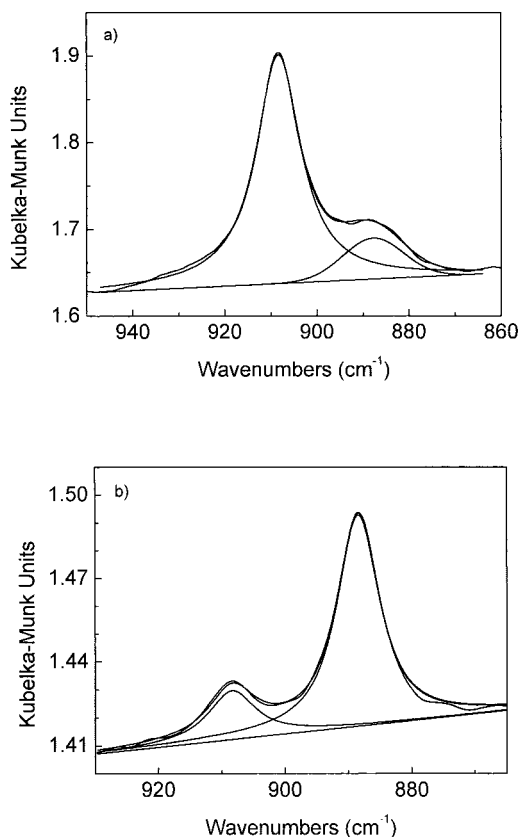 a)
1.9
1.8
1.7
1.6
Kubelka-Munk Units
940 920 900 880 860
Wavenumbers (cm-1)
b)
1.50
1.47
1.44
1.41
Kubelka-Munk Units
920 900 880
Wavenumbers (cm-1)